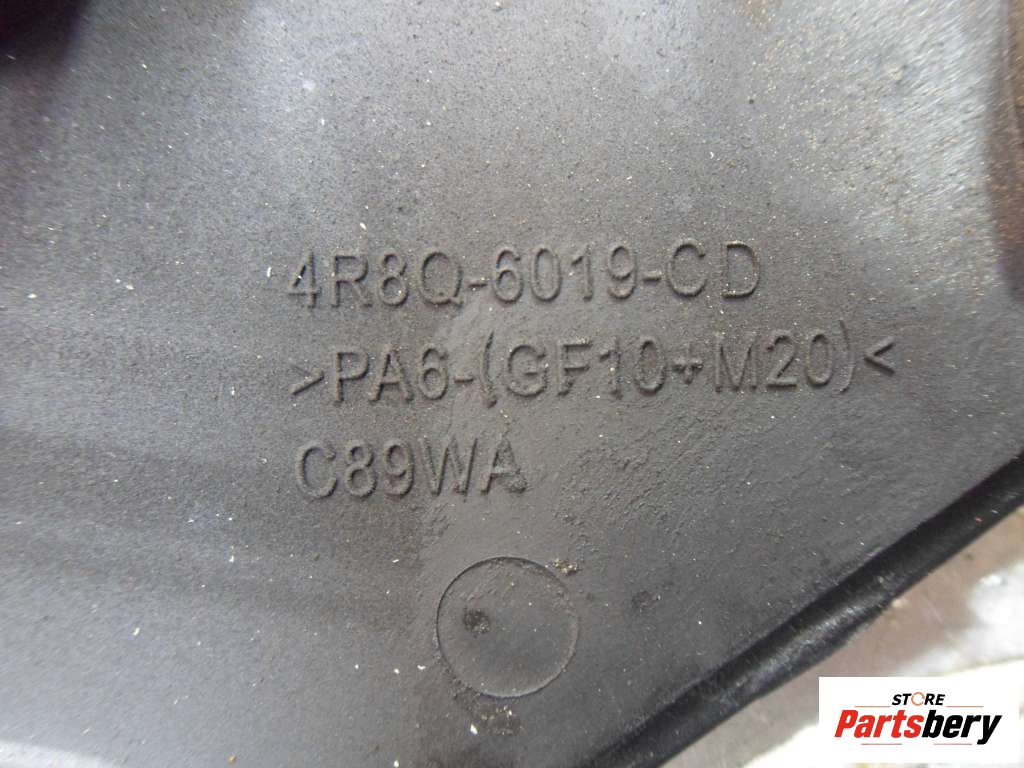 4R8Q-6019-CD
>PA6-(GF10+M20)<
C89WA
STORE
Partsbery